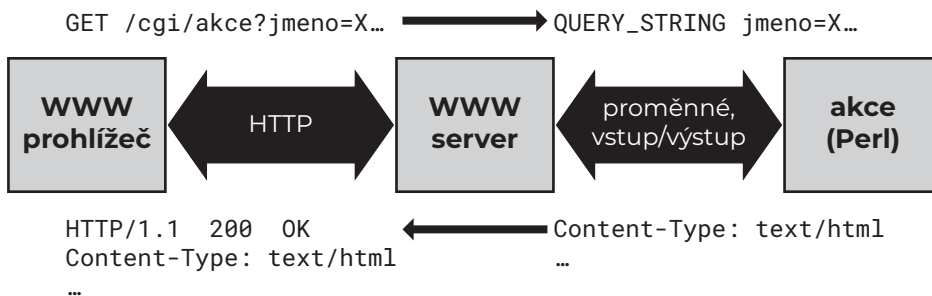 GET /cgi/akce?jmeno=X… QUERY_STRING jmeno=X…
WWW
prohlížeč
HTTP
WWW
server
proměnné,
vstup/výstup
akce
(Perl)
HTTP/1.1 200 OK
Content-Type: text/html
…
Content-Type: text/html
…